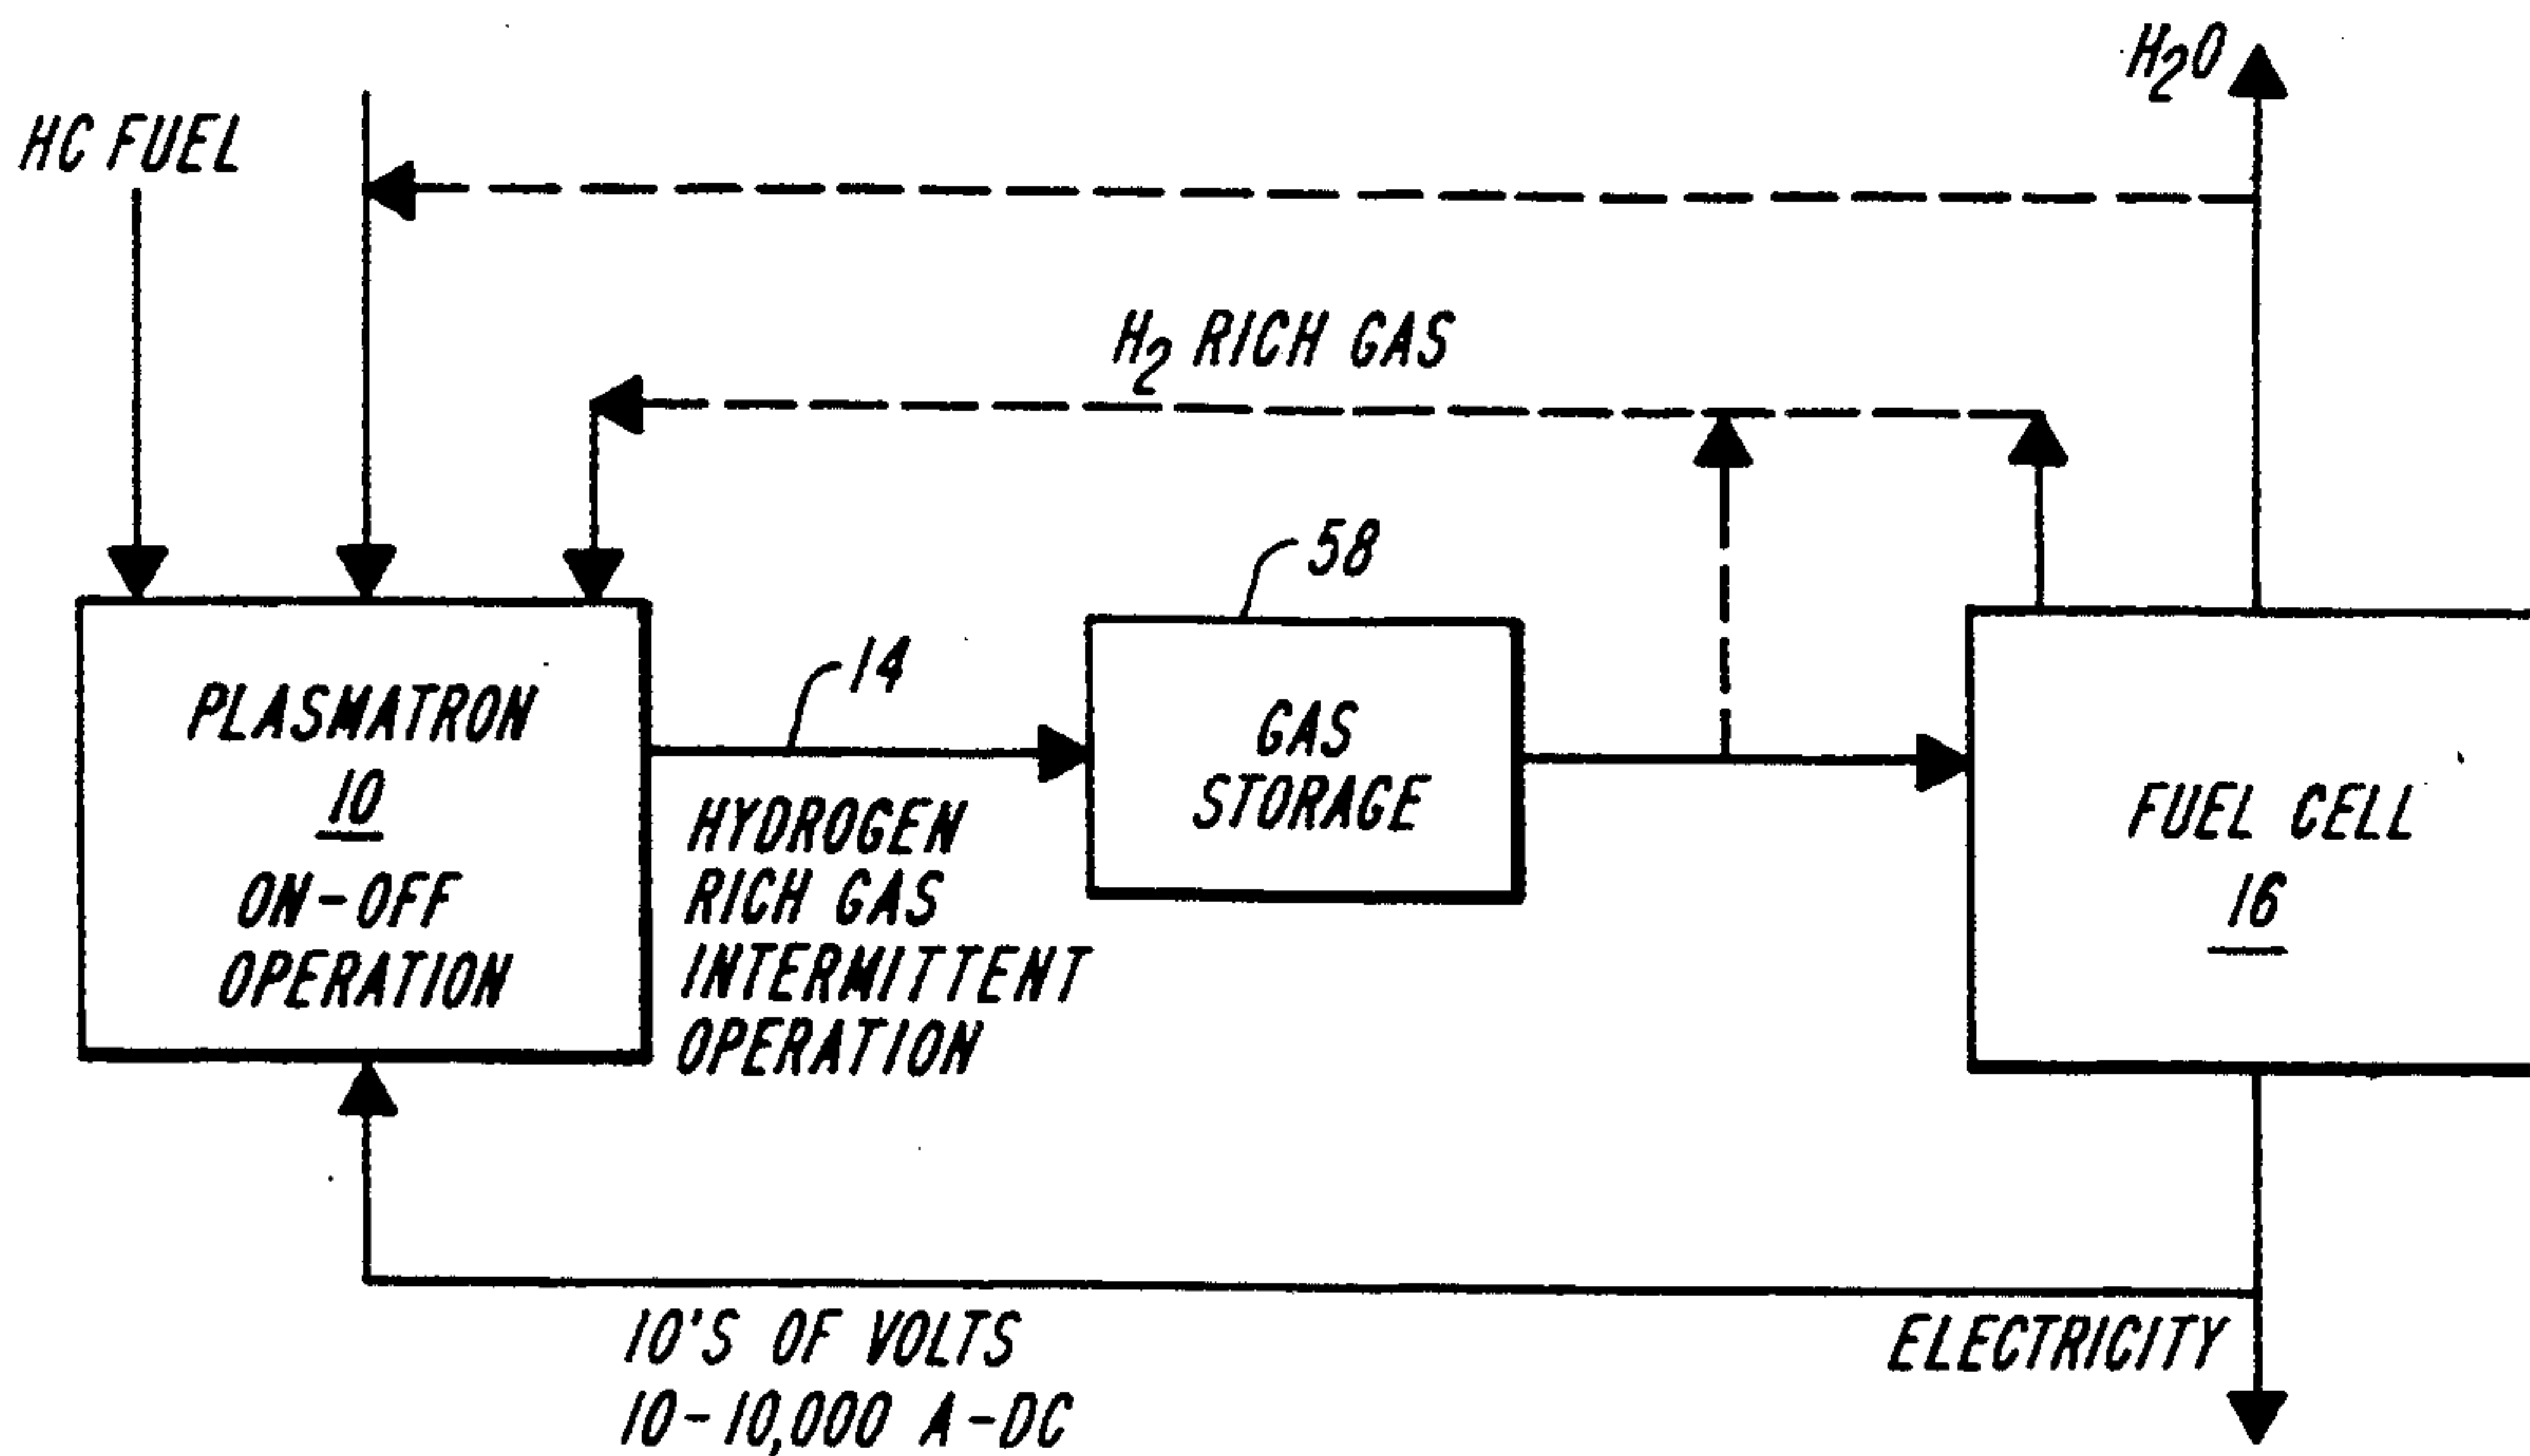 H₂O
HC FUEL
H₂ RICH GAS
58
14
PLASMATRON
10
ON-OFF
OPERATION
HYDROGEN
RICH GAS
INTERMITTENT
OPERATION
GAS
STORAGE
FUEL CELL
16
10'S OF VOLTS
10-10,000 A-DC
ELECTRICITY